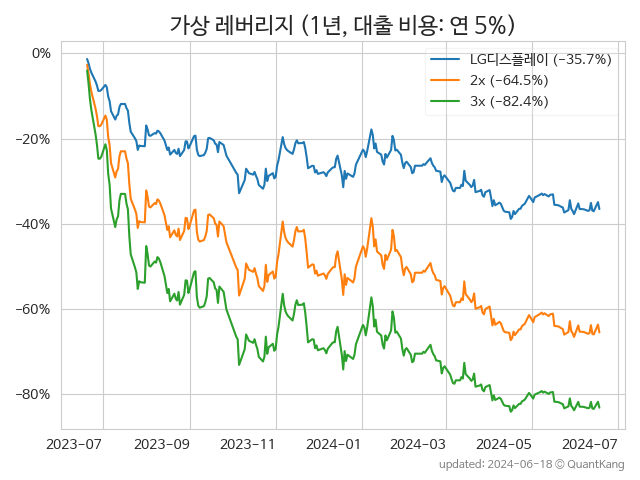 가상 레버리지 (1년, 대출 비용: 연 5%)
LG디스플레이 (−35.7%)
2x (−64.5%)
3x (−82.4%)
0%
−20%
−40%
−60%
−80%
2023-07 2023-09 2023-11 2024-01 2024-03 2024-05 2024-07
updated: 2024-06-18 © QuantKang